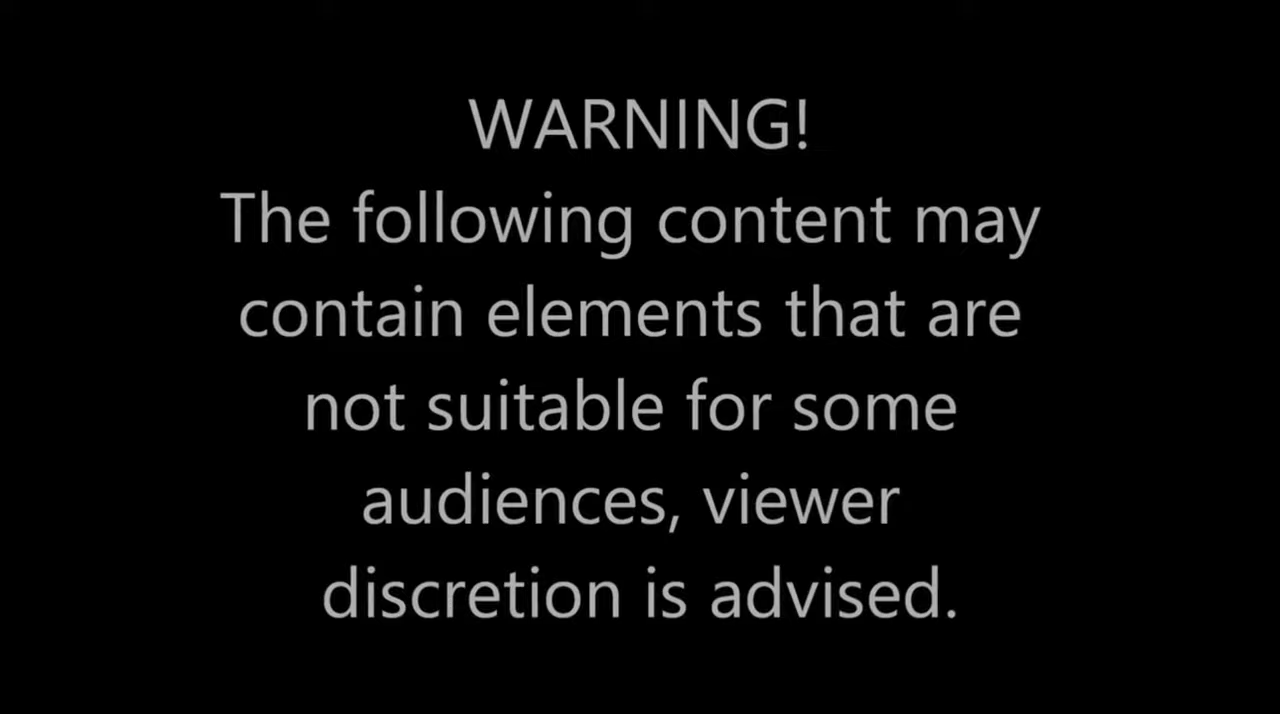 WARNING!
The following content may
contain elements that are
not suitable for some
audiences, viewer
discretion is advised.